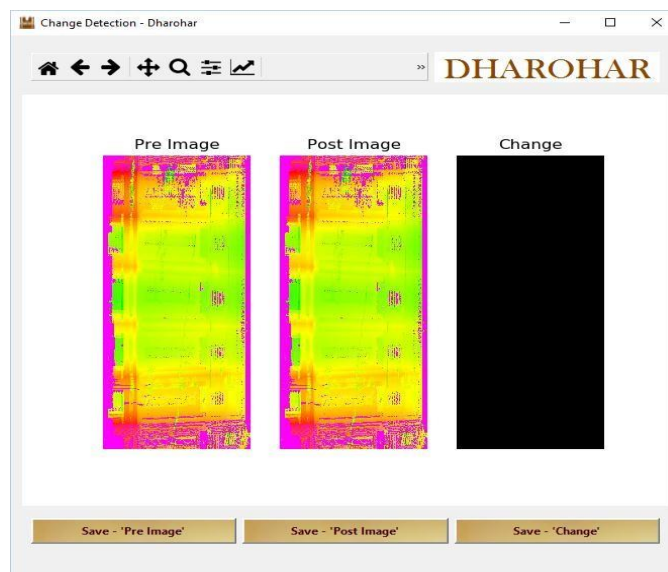 Change Detection - Dharohar
DHAROHAR
Pre Image Post Image Change
Save - 'Pre Image' Save - 'Post Image' Save - 'Change'